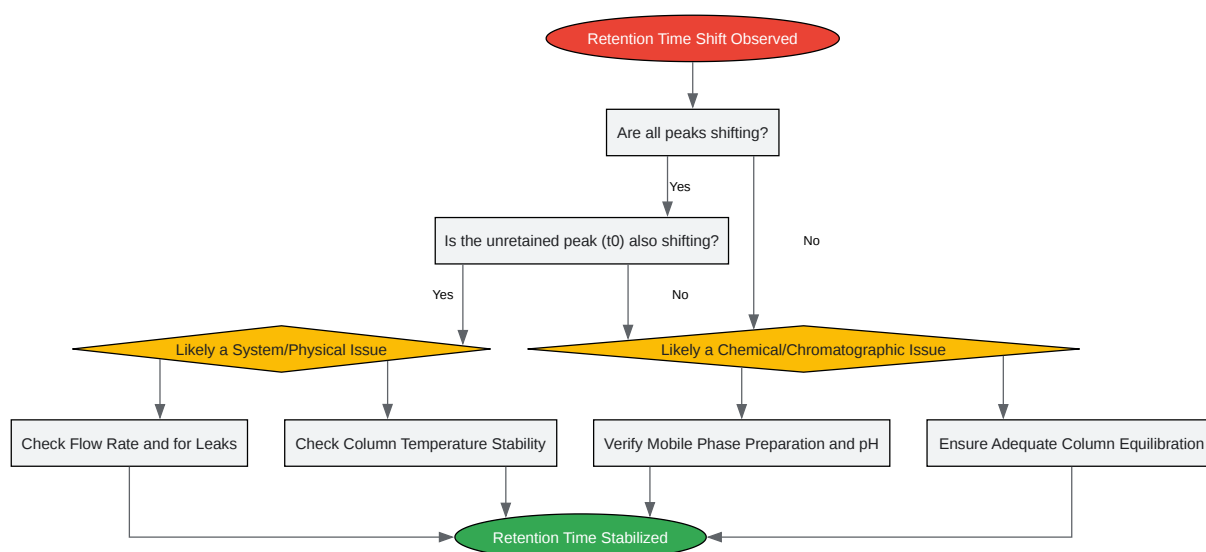 Retention Time Shift Observed
Are all peaks shifting?
Yes
Is the unretained peak (t0) also shifting?
No
Yes
No
Likely a System/Physical Issue
Likely a Chemical/Chromatographic Issue
Check Flow Rate and for Leaks
Check Column Temperature Stability
Verify Mobile Phase Preparation and pH
Ensure Adequate Column Equilibration
Retention Time Stabilized